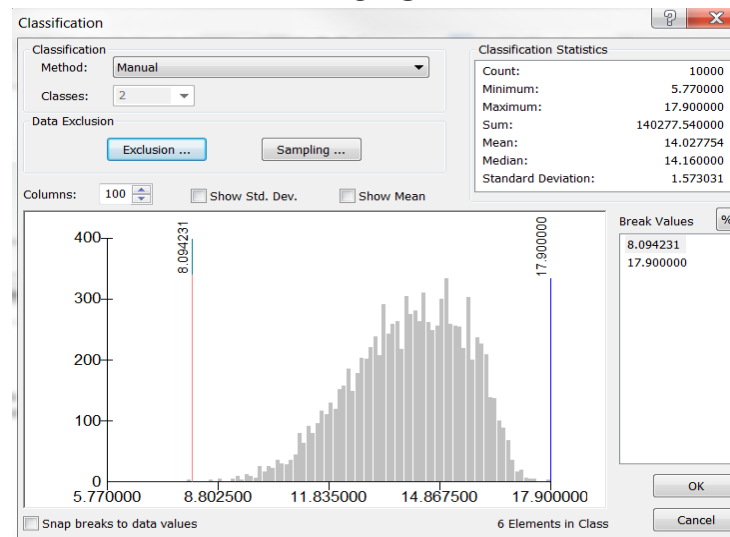 Classification
Classification
Method: Manual
Classes: 2
Data Exclusion
Exclusion ...
Sampling ...
Classification Statistics
Count: 10000
Minimum: 5.770000
Maximum: 17.900000
Sum: 140277.540000
Mean: 14.027754
Median: 14.160000
Standard Deviation: 1.573031
Columns: 100
Show Std. Dev.
Show Mean
Break Values %
8.094231
17.900000
8.094231
17.900000
400
300
200
100
0
5.770000 8.802500 11.835000 14.867500 17.900000
Snap breaks to data values
6 Elements in Class
OK
Cancel